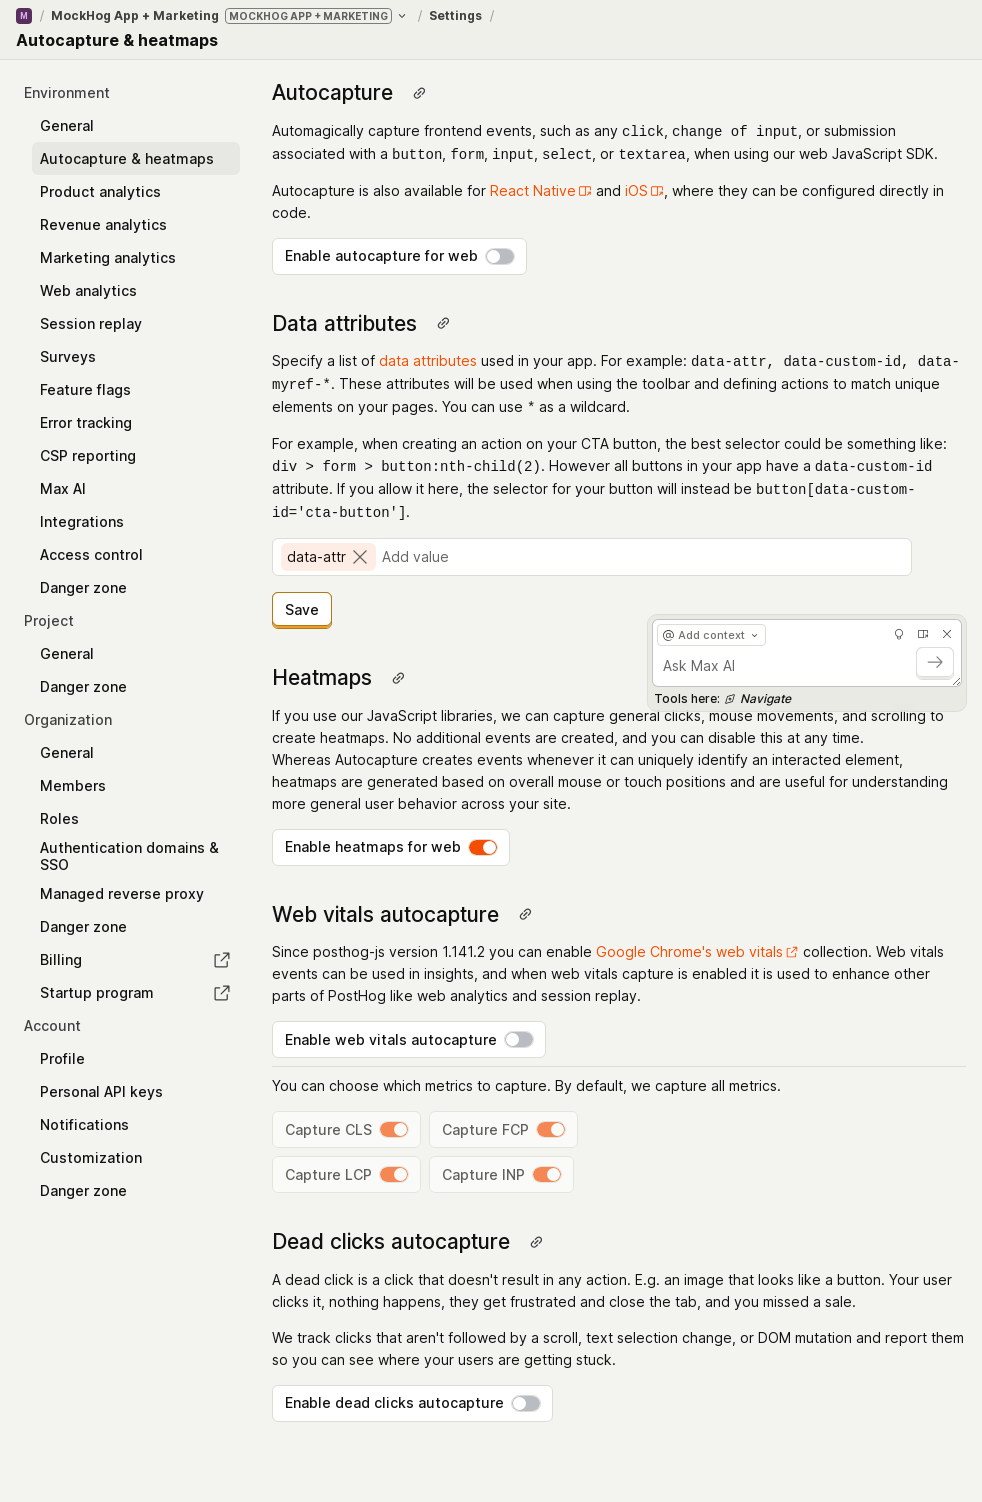 M / MockHog App + Marketing MOCKHOG APP + MARKETING / Settings /
Autocapture & heatmaps
Environment
General
Autocapture & heatmaps
Product analytics
Revenue analytics
Marketing analytics
Web analytics
Session replay
Surveys
Feature flags
Error tracking
CSP reporting
Max AI
Integrations
Access control
Danger zone
Project
General
Danger zone
Organization
General
Members
Roles
Authentication domains &
SSO
Managed reverse proxy
Danger zone
Billing
Startup program
Account
Profile
Personal API keys
Notifications
Customization
Danger zone
Autocapture
Automagically capture frontend events, such as any click, change of input, or submission
associated with a button, form, input, select, or textarea, when using our web JavaScript SDK.
Autocapture is also available for React Native and iOS, where they can be configured directly in
code.
Enable autocapture for web
Data attributes
Specify a list of data attributes used in your app. For example: data-attr, data-custom-id, data-
myref-*. These attributes will be used when using the toolbar and defining actions to match unique
elements on your pages. You can use * as a wildcard.
For example, when creating an action on your CTA button, the best selector could be something like:
div > form > button:nth-child(2). However all buttons in your app have a data-custom-id
attribute. If you allow it here, the selector for your button will instead be button[data-custom-
id='cta-button'].
data-attr Add value
Save
@ Add context
Ask Max AI
Tools here: Navigate
Heatmaps
If you use our JavaScript libraries, we can capture general clicks, mouse movements, and scrolling to
create heatmaps. No additional events are created, and you can disable this at any time.
Whereas Autocapture creates events whenever it can uniquely identify an interacted element,
heatmaps are generated based on overall mouse or touch positions and are useful for understanding
more general user behavior across your site.
Enable heatmaps for web
Web vitals autocapture
Since posthog-js version 1.141.2 you can enable Google Chrome's web vitals collection. Web vitals
events can be used in insights, and when web vitals capture is enabled it is used to enhance other
parts of PostHog like web analytics and session replay.
Enable web vitals autocapture
You can choose which metrics to capture. By default, we capture all metrics.
Capture CLS Capture FCP
Capture LCP Capture INP
Dead clicks autocapture
A dead click is a click that doesn't result in any action. E.g. an image that looks like a button. Your user
clicks it, nothing happens, they get frustrated and close the tab, and you missed a sale.
We track clicks that aren't followed by a scroll, text selection change, or DOM mutation and report them
so you can see where your users are getting stuck.
Enable dead clicks autocapture